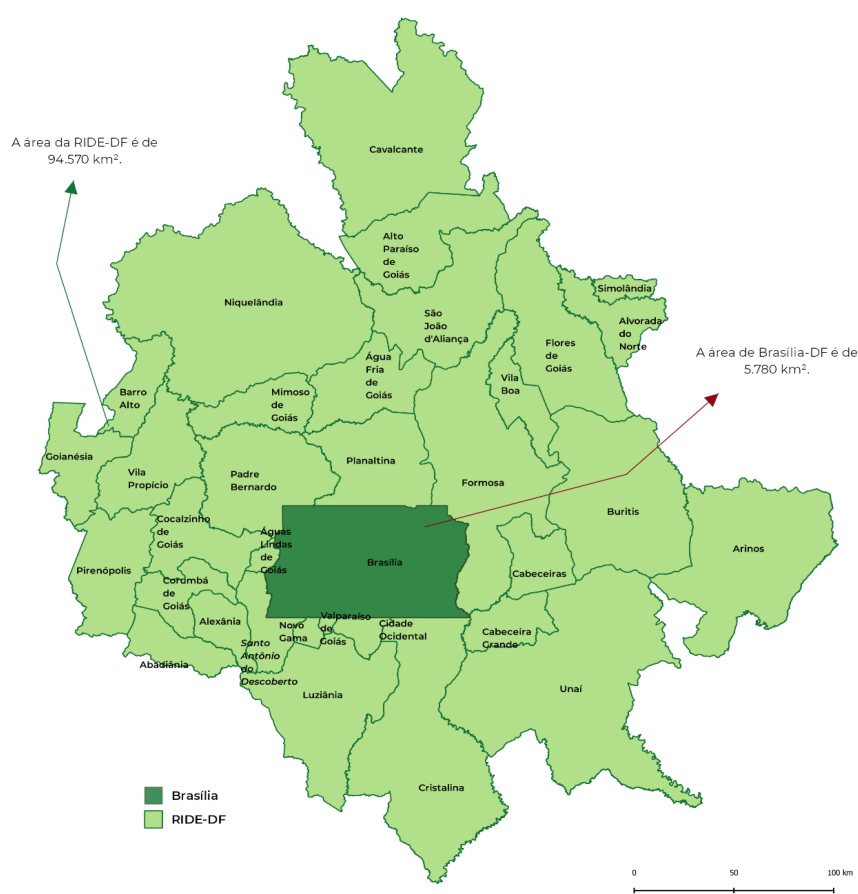 Cavalcante
A área da RIDE-DF é de
94.570 km².
Alto
Paraíso
de
Goiás
Simolândia
Niquelândia
São
João
d'Aliança
Alvorada
do
Norte
Flores
de
Goiás
A área de Brasília-DF é de
5.780 km².
Água
Fria
de
Goiás
Vila
Boa
Barro
Alto
Mimoso
de
Goiás
Goianésia
Vila
Propício
Padre
Bernardo
Planaltina
Formosa
Buritis
Cocalzinho
de
Goiás
Águas
Lindas
de
Goiás
Arinos
Brasília
Pirenópolis
Cabeceiras
Corumbá
de
Goiás
Alexânia
Novo
Gama
Valparaíso
de
Goiás
Cidade
Ocidental
Cabeceira
Grande
Abadiânia
Santo
Antônio
do
Descoberto
Luziânia
Unaí
Cristalina
Brasília
RIDE-DF
0 50 100 km